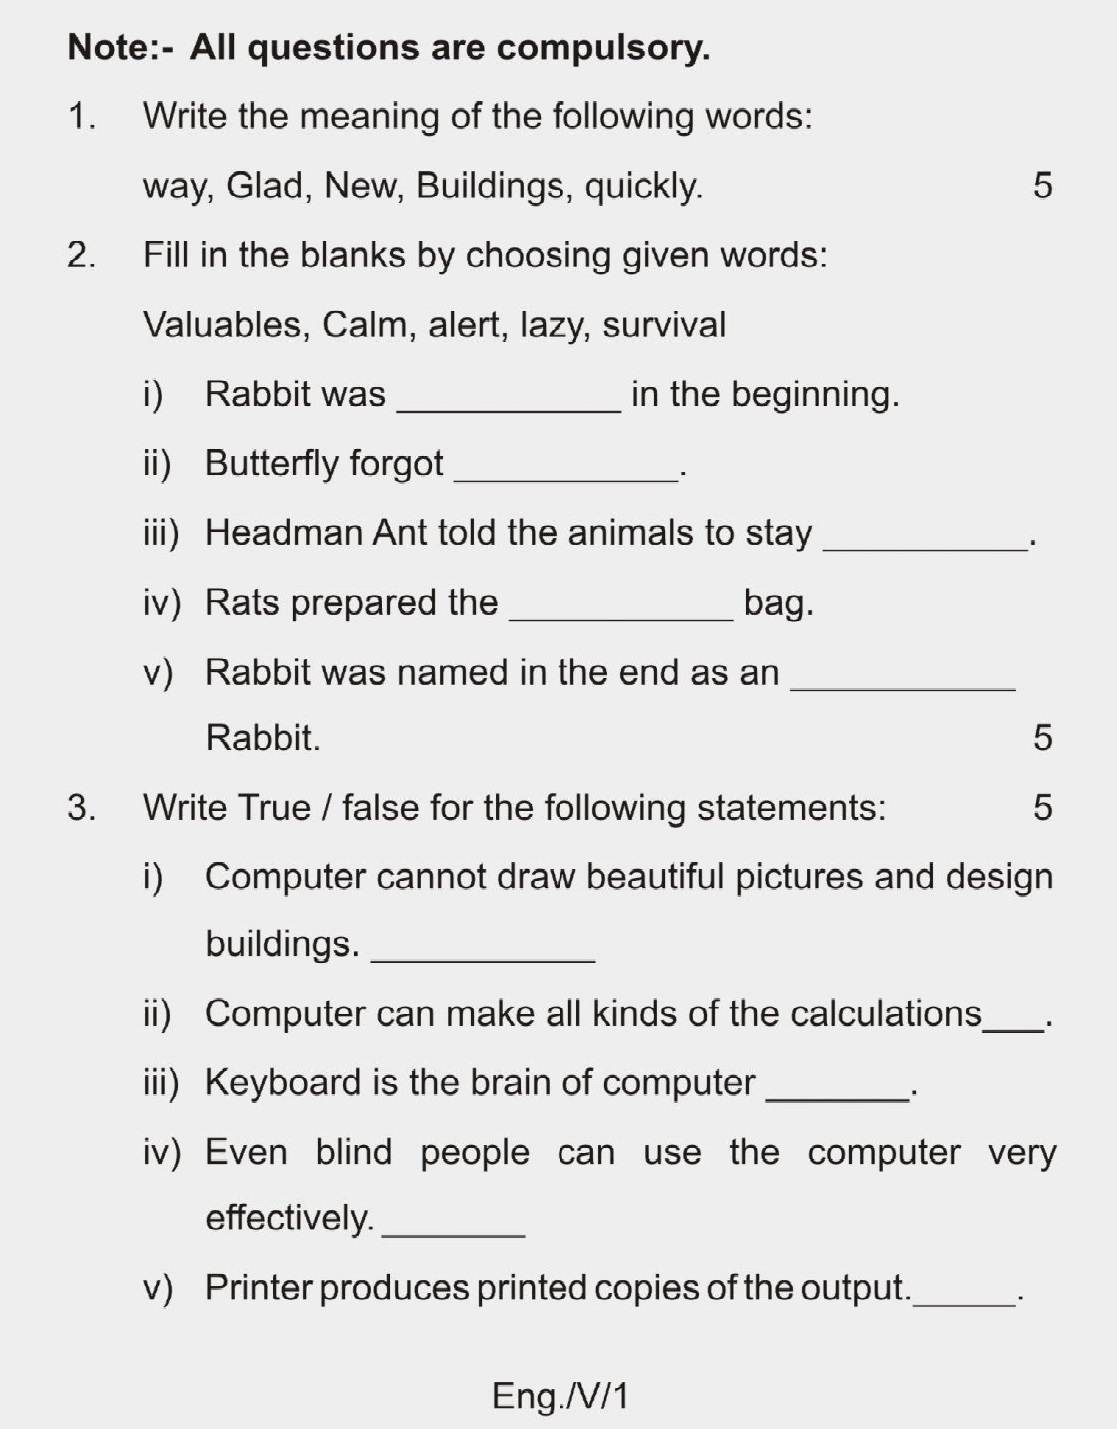 Note:- All questions are compulsory.
1. Write the meaning of the following words:
way, Glad, New, Buildings, quickly. 5
2. Fill in the blanks by choosing given words:
Valuables, Calm, alert, lazy, survival
i) Rabbit was ___________ in the beginning.
ii) Butterfly forgot ___________.
iii) Headman Ant told the animals to stay __________.
iv) Rats prepared the ___________ bag.
v) Rabbit was named in the end as an ___________
Rabbit. 5
3. Write True / false for the following statements: 5
i) Computer cannot draw beautiful pictures and design
buildings. ___________
ii) Computer can make all kinds of the calculations___.
iii) Keyboard is the brain of computer _______.
iv) Even blind people can use the computer very
effectively. _______
v) Printer produces printed copies of the output._____.
Eng./V/1